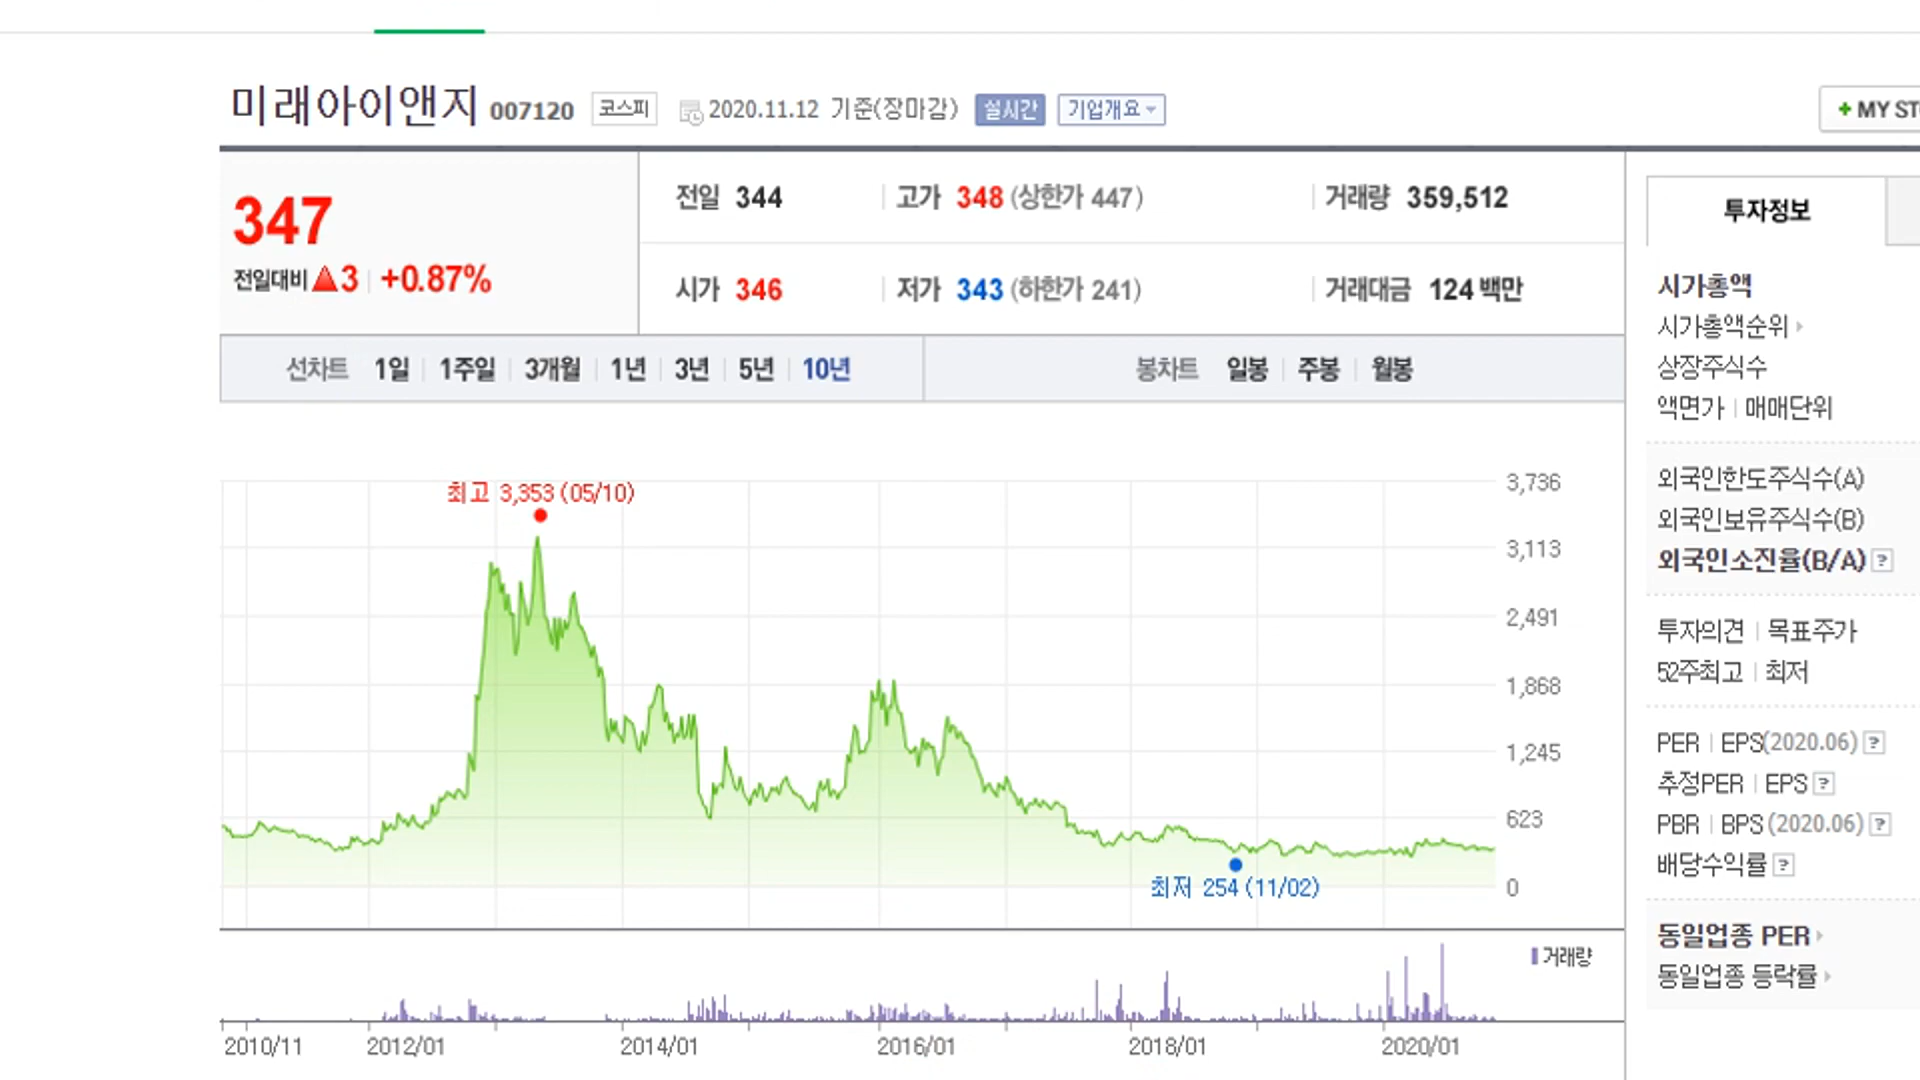 미래아이앤지 007120 코스피 2020.11.12 기준(장마감) 실시간 기업개요
+ MY ST
347
전일대비 ▲3 +0.87%
전일 344 고가 348 (상한가 447) 거래량 359,512
시가 346 저가 343 (하한가 241) 거래대금 124 백만
선차트 1일 1주일 3개월 1년 3년 5년 10년
봉차트 일봉 주봉 월봉
최고 3,353 (05/10)
3,736
3,113
2,491
1,868
1,245
623
0
최저 254 (11/02)
거래량
2010/11 2012/01 2014/01 2016/01 2018/01 2020/01
투자정보
시가총액
시가총액순위
상장주식수
액면가 | 매매단위
외국인한도주식수(A)
외국인보유주식수(B)
외국인소진율(B/A) ?
투자의견 | 목표주가
52주최고 | 최저
PER | EPS(2020.06) ?
추정PER | EPS ?
PBR | BPS (2020.06) ?
배당수익률 ?
동일업종 PER
동일업종 등락률